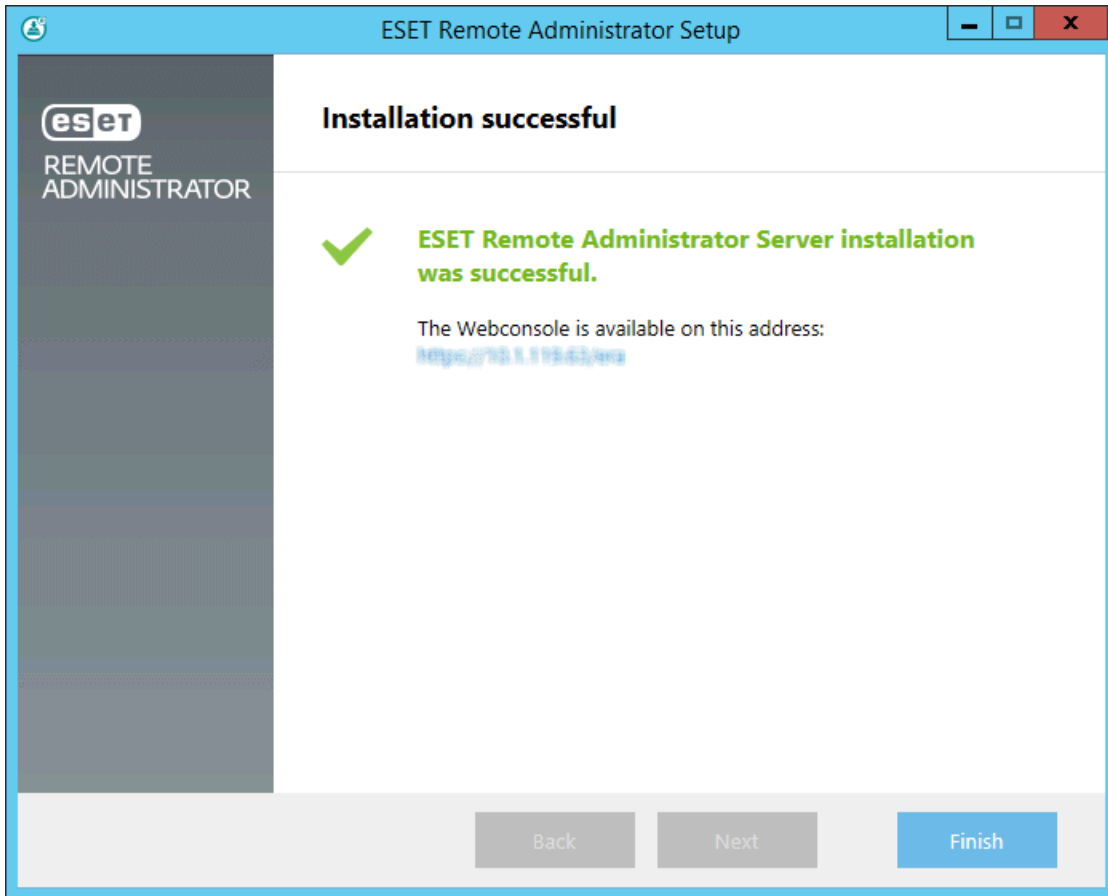 ESET Remote Administrator Setup
eset
REMOTE
ADMINISTRATOR
Installation successful
ESET Remote Administrator Server installation
was successful.
The Webconsole is available on this address:
Back
Next
Finish